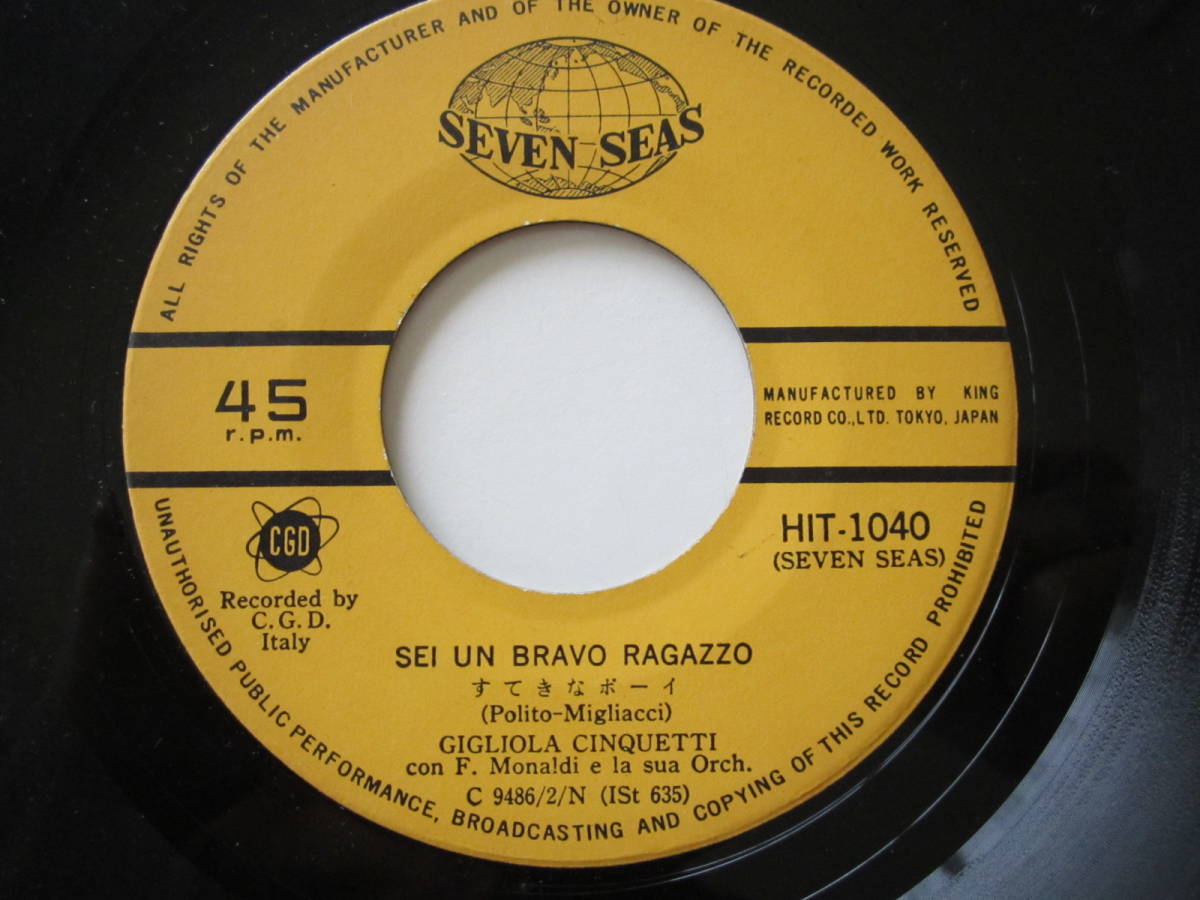 ALL RIGHTS OF THE MANUFACTURER AND OF THE OWNER OF THE RECORDED WORK RESERVED
SEVEN SEAS
45
r.p.m.
MANUFACTURED BY KING
RECORD CO.,LTD. TOKYO, JAPAN
CGD
Recorded by
C.G.D.
Italy
HIT-1040
(SEVEN SEAS)
SEI UN BRAVO RAGAZZO
すてきなボーイ
(Polito-Migliacci)
GIGLIOLA CINQUETTI
con F. Monaldi e la sua Orch.
C 9486/2/N (ISt 635)
UNAUTHORISED PUBLIC PERFORMANCE, BROADCASTING AND COPYING OF THIS RECORD PROHIBITED